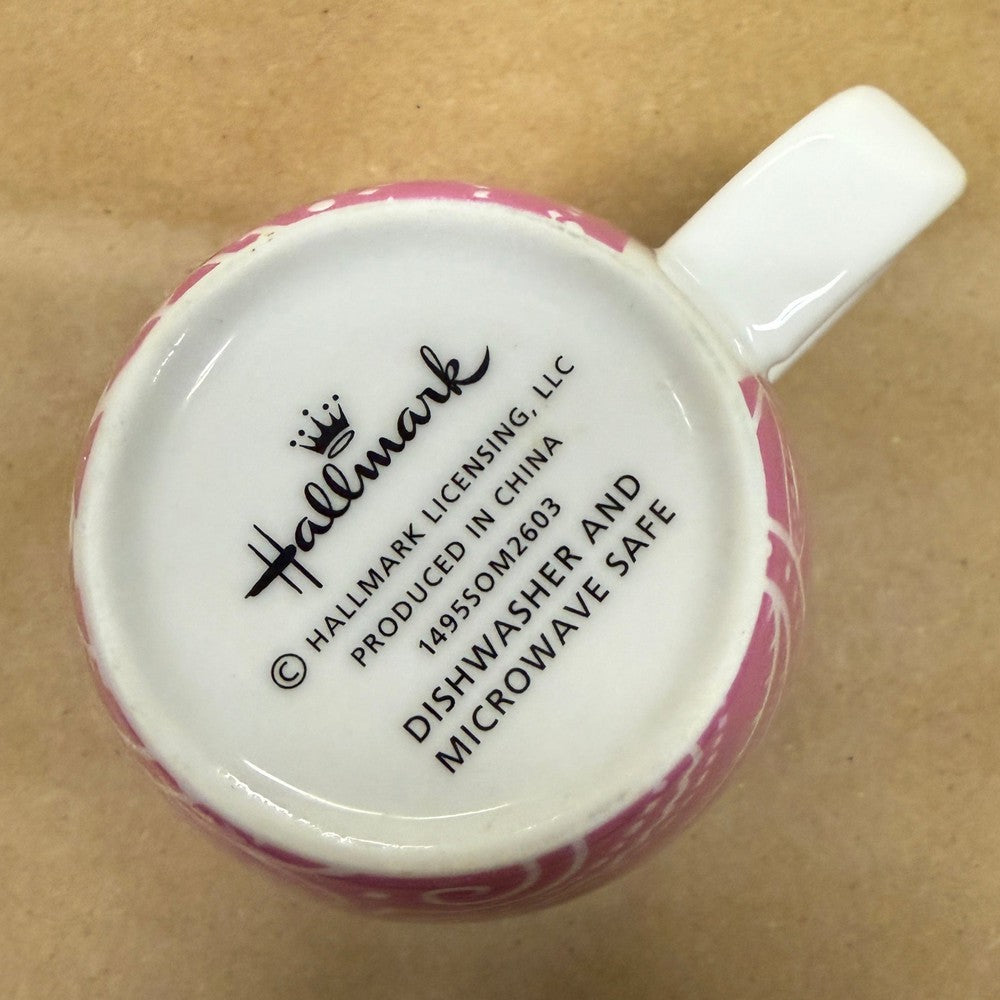 Hallmark
© HALLMARK LICENSING, LLC
PRODUCED IN CHINA
1495SOM2603
DISHWASHER AND
MICROWAVE SAFE